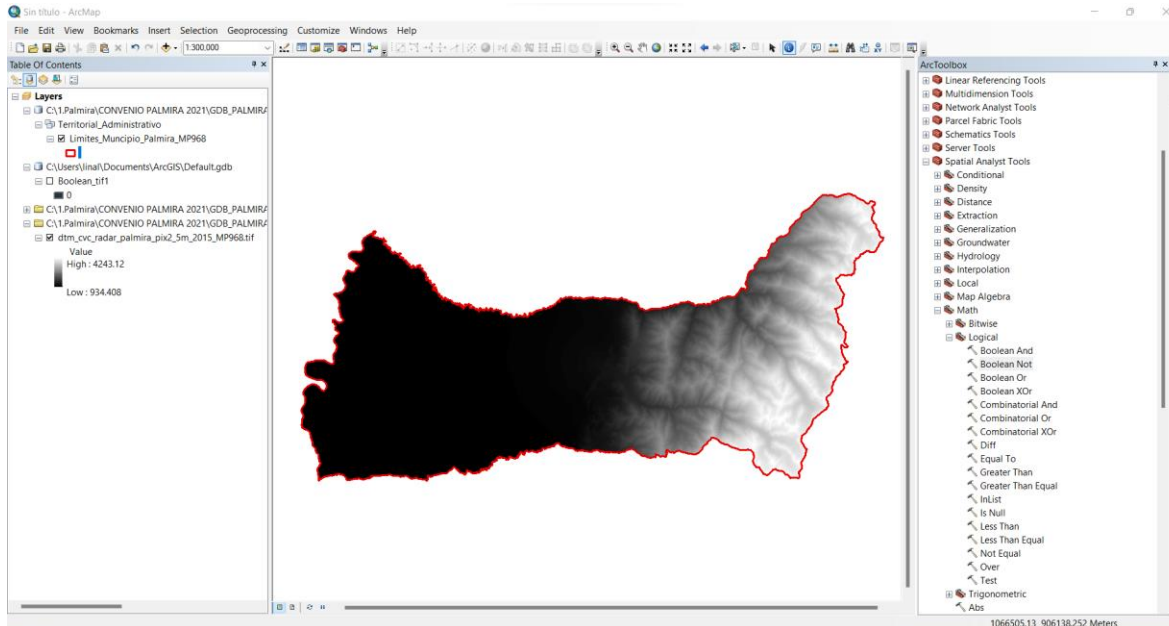 Sin título - ArcMap
File Edit View Bookmarks Insert Selection Geoprocessing Customize Windows Help
1:300,000
Table Of Contents
Layers
C:\1.Palmira\CONVENIO PALMIRA 2021\GDB_PALMIRA
Territorial_Administrativo
Limites_Muncipio_Palmira_MP968
C:\Users\linal\Documents\ArcGIS\Default.gdb
Boolean_tif1
0
C:\1.Palmira\CONVENIO PALMIRA 2021\GDB_PALMIRA
C:\1.Palmira\CONVENIO PALMIRA 2021\GDB_PALMIRA
dtm_cvc_radar_palmira_pix2_5m_2015_MP968.tif
Value
High : 4243.12
Low : 934.408
ArcToolbox
Linear Referencing Tools
Multidimension Tools
Network Analyst Tools
Parcel Fabric Tools
Schematics Tools
Server Tools
Spatial Analyst Tools
Conditional
Density
Distance
Extraction
Generalization
Groundwater
Hydrology
Interpolation
Local
Map Algebra
Math
Bitwise
Logical
Boolean And
Boolean Not
Boolean Or
Boolean XOr
Combinatorial And
Combinatorial Or
Combinatorial XOr
Diff
Equal To
Greater Than
Greater Than Equal
InList
Is Null
Less Than
Less Than Equal
Not Equal
Over
Test
Trigonometric
Abs
1066505.13 906138.252 Meters